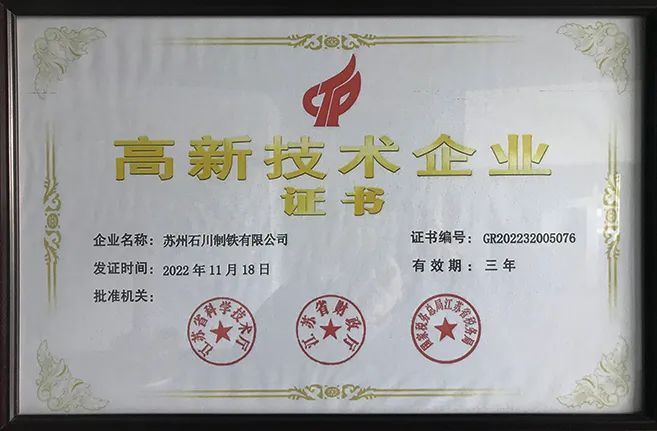 高新技术企业
证书
企业名称：苏州石川制铁有限公司
证书编号：GR202232005076
发证时间：2022年11月18日
有效期：三年
批准机关：
江苏省科学技术厅
江苏省财政厅
国家税务总局江苏省税务局